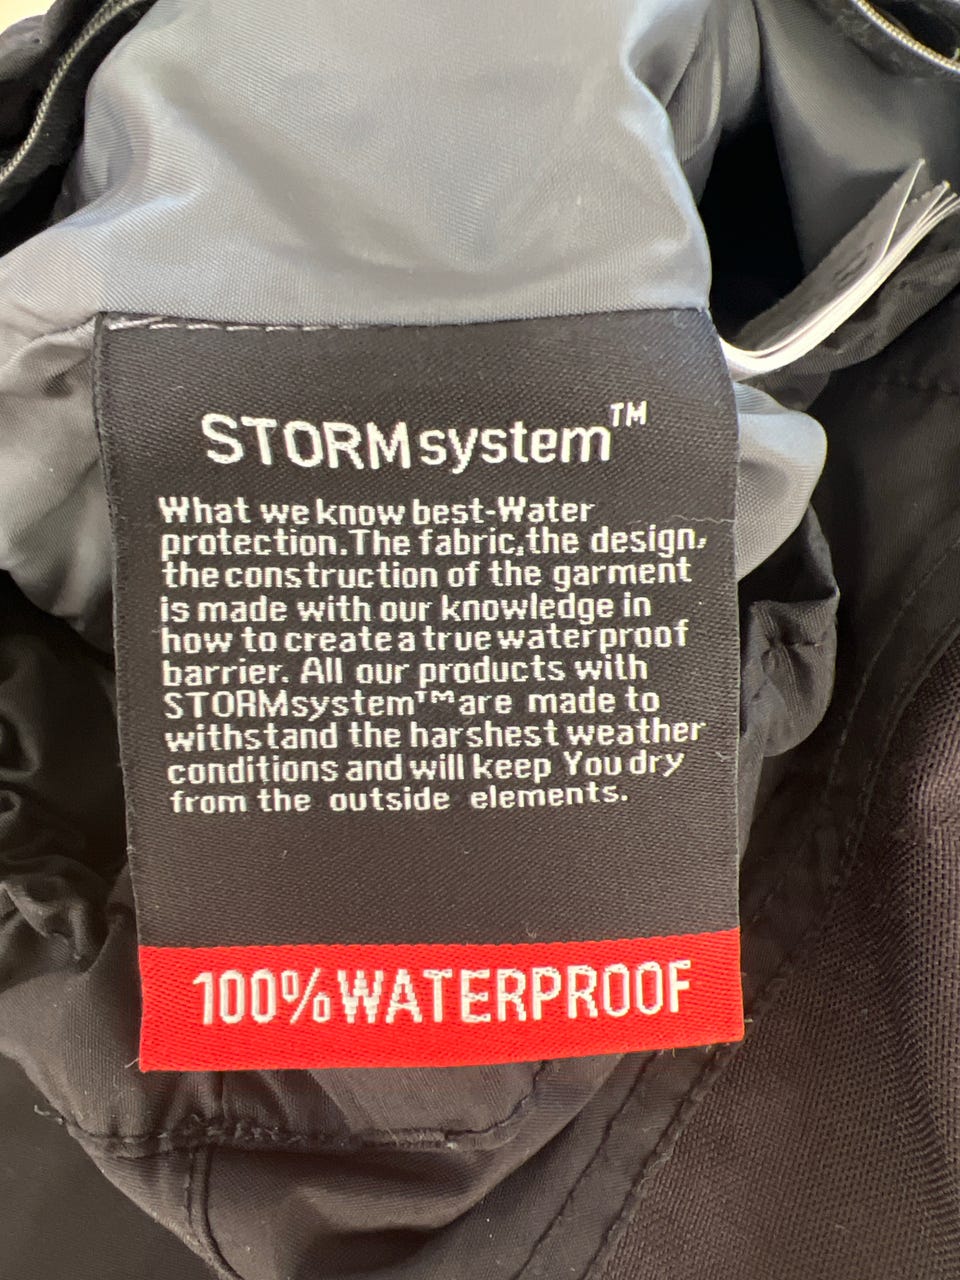 STORMsystem™
What we know best-Water
protection.The fabric,the design,
the construction of the garment
is made with our knowledge in
how to create a true waterproof
barrier. All our products with
STORMsystem™are made to
withstand the harshest weather
conditions and will keep You dry
from the outside elements.
100%WATERPROOF